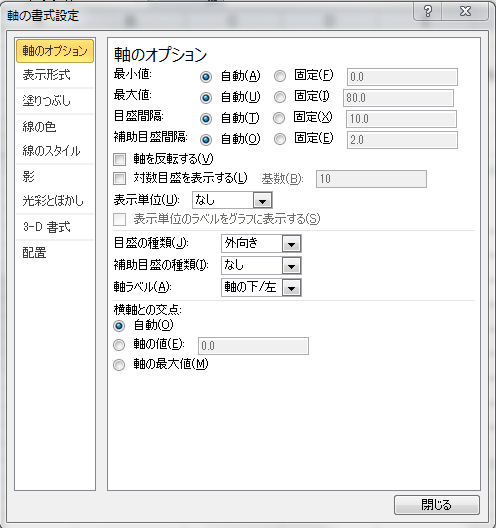 軸の書式設定
軸のオプション
表示形式
塗りつぶし
線の色
線のスタイル
影
光彩とぼかし
3-D 書式
配置
軸のオプション
最小値: 自動(A) 固定(F) 0.0
最大値: 自動(U) 固定(I) 80.0
目盛間隔: 自動(T) 固定(X) 10.0
補助目盛間隔: 自動(O) 固定(E) 2.0
軸を反転する(V)
対数目盛を表示する(L) 基数(B): 10
表示単位(U): なし
表示単位のラベルをグラフに表示する(S)
目盛の種類(J): 外向き
補助目盛の種類(I): なし
軸ラベル(A): 軸の下/左
横軸との交点:
自動(O)
軸の値(E): 0.0
軸の最大値(M)
閉じる